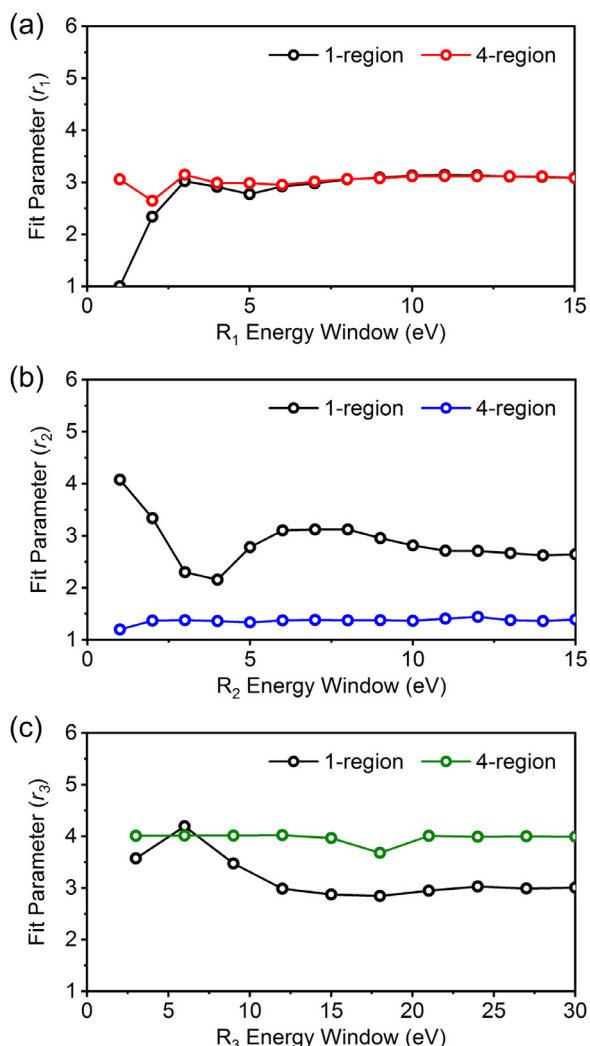 (a)
6
5
4
3
2
1
Fit Parameter (r1)
1-region
4-region
0
5
10
15
R1 Energy Window (eV)
(b)
6
5
4
3
2
1
Fit Parameter (r2)
1-region
4-region
0
5
10
15
R2 Energy Window (eV)
(c)
6
5
4
3
2
1
Fit Parameter (r3)
1-region
4-region
0
5
10
15
20
25
30
R3 Energy Window (eV)